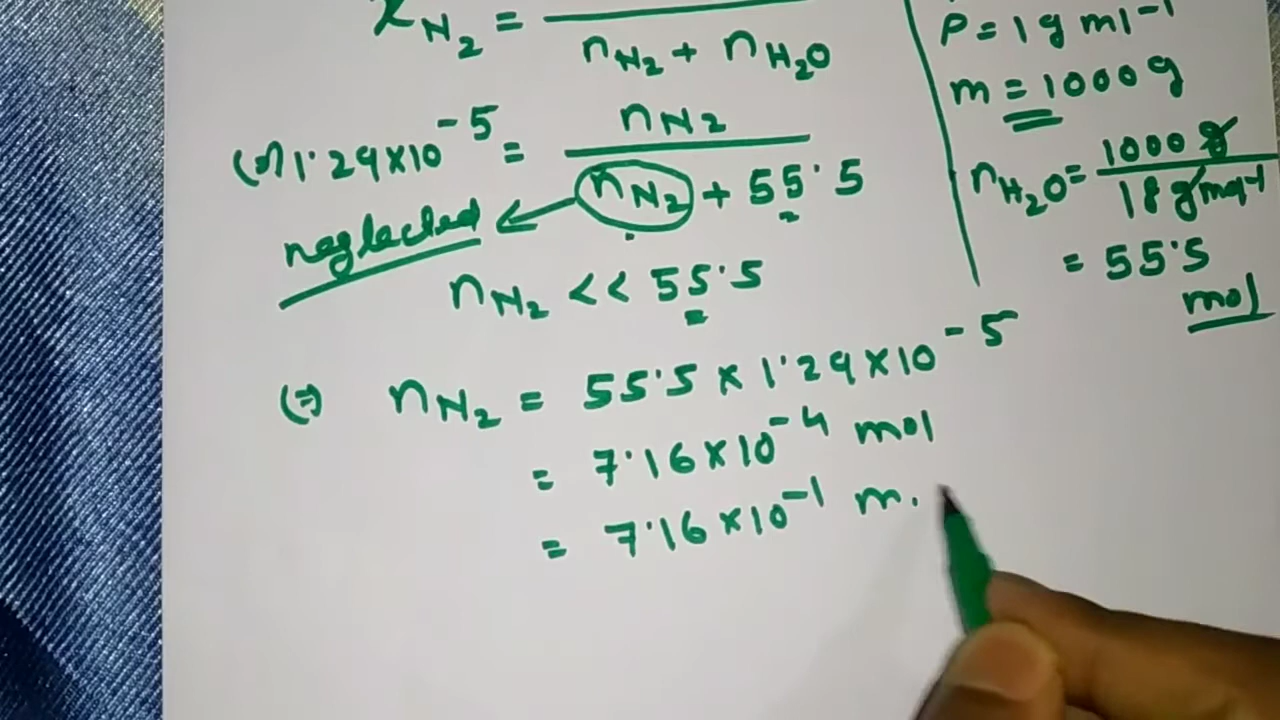 x N₂ =
n N₂ + n H₂O
(⇒) 1·29×10⁻⁵ = n N₂
n N₂ + 55·5
neglected ←
n N₂ << 55·5
(⇒) n N₂ = 55·5 × 1·29×10⁻⁵
= 7·16×10⁻⁴ mol
= 7·16×10⁻¹ m.
ρ = 1 g ml⁻¹
m = 1000 g
n H₂O = 1000 g
18 g mol⁻¹
= 55·5
mol